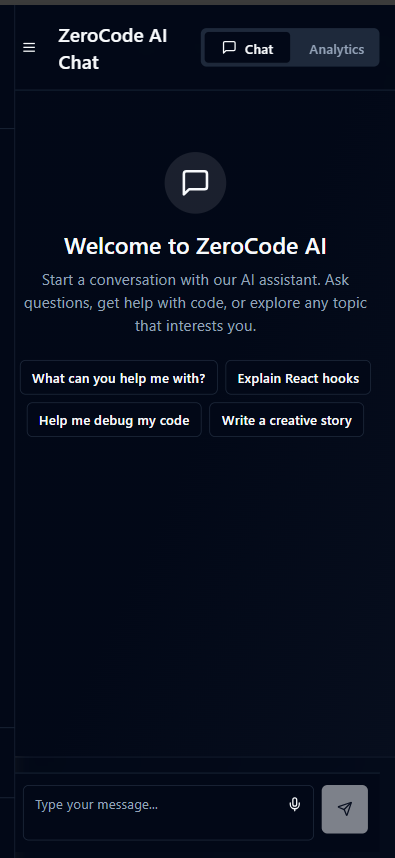 ZeroCode AI
Chat
Chat
Analytics
Welcome to ZeroCode AI
Start a conversation with our AI assistant. Ask
questions, get help with code, or explore any topic
that interests you.
What can you help me with?
Explain React hooks
Help me debug my code
Write a creative story
Type your message...